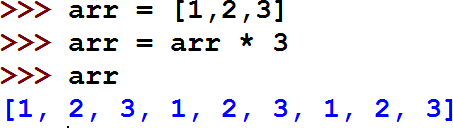 >>> arr = [1,2,3]
>>> arr = arr * 3
>>> arr
[1, 2, 3, 1, 2, 3, 1, 2, 3]